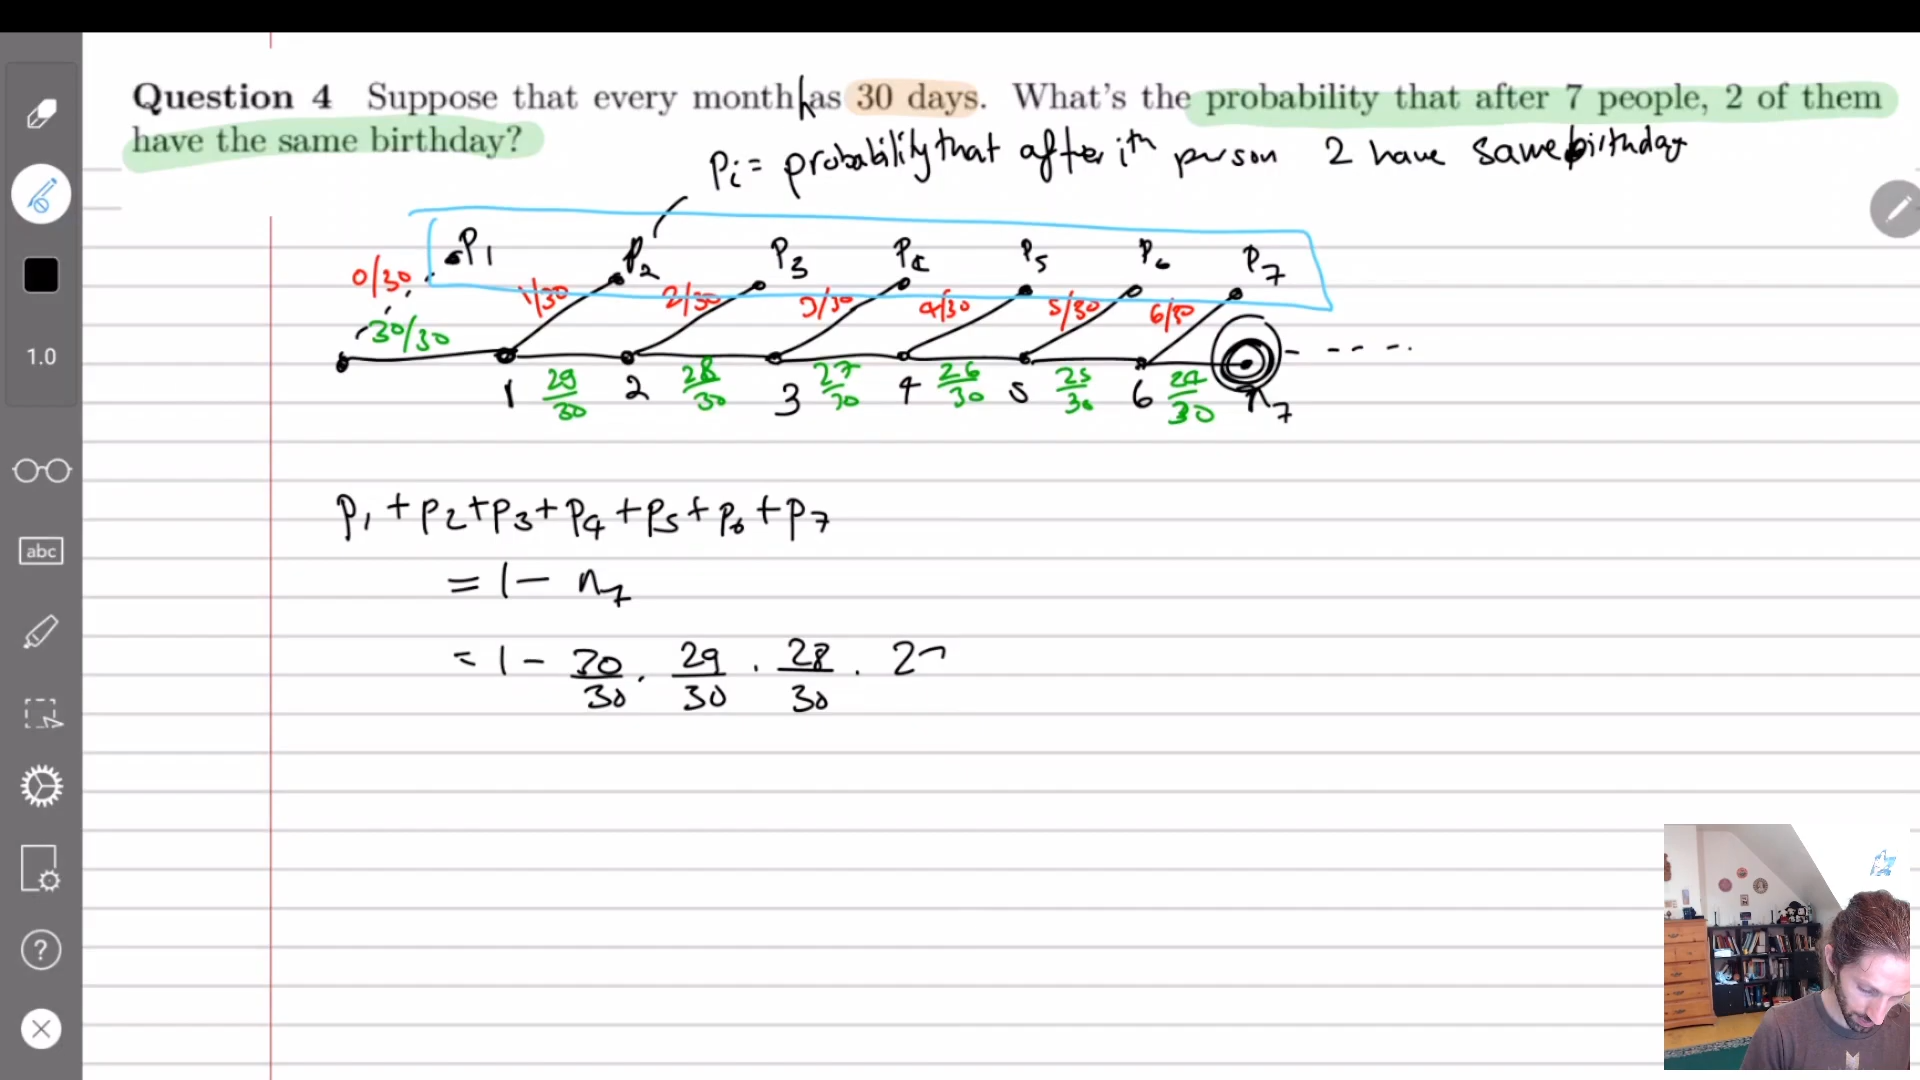 Question 4 Suppose that every month has 30 days. What's the probability that after 7 people, 2 of them
have the same birthday?
Pi = probability that after ith person 2 have same birthday
P1 P2 P3 P4 P5 P6 P7
0/30 1/30 2/30 3/30 4/30 5/30 6/30
30/30
1 29/30 2 28/30 3 27/30 4 26/30 5 25/30 6 24/30 n7
1.0
P1 + P2 + P3 + P4 + P5 + P6 + P7
= 1 - n7
abc
= 1 - 30/30 . 29/30 . 28/30 . 27
?